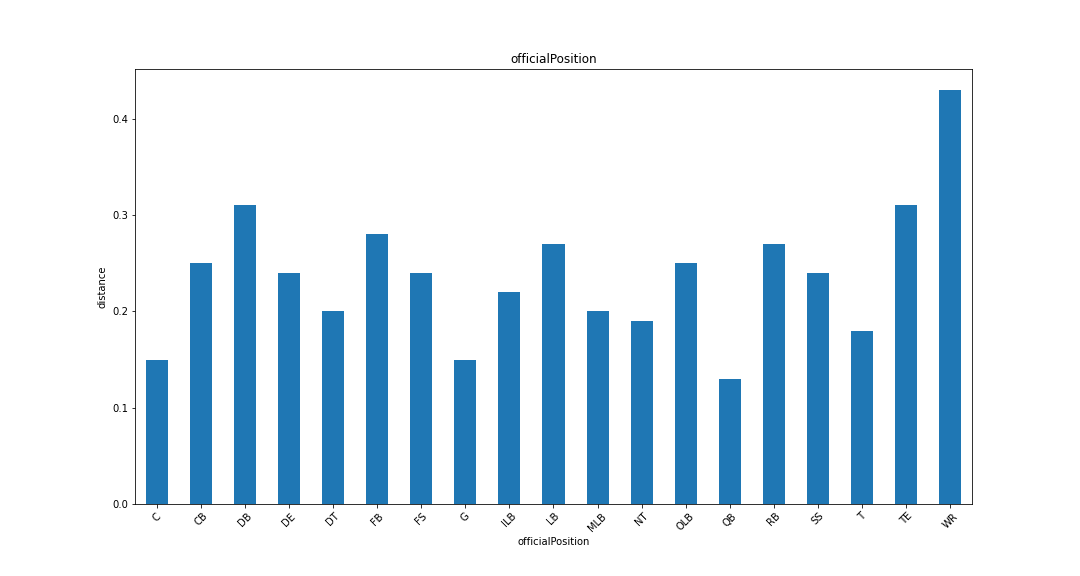 officialPosition
distance
0.4
0.3
0.2
0.1
0.0
C CB DB DE DT FB FS G ILB LB MLB NT OLB QB RB SS T TE WR
officialPosition